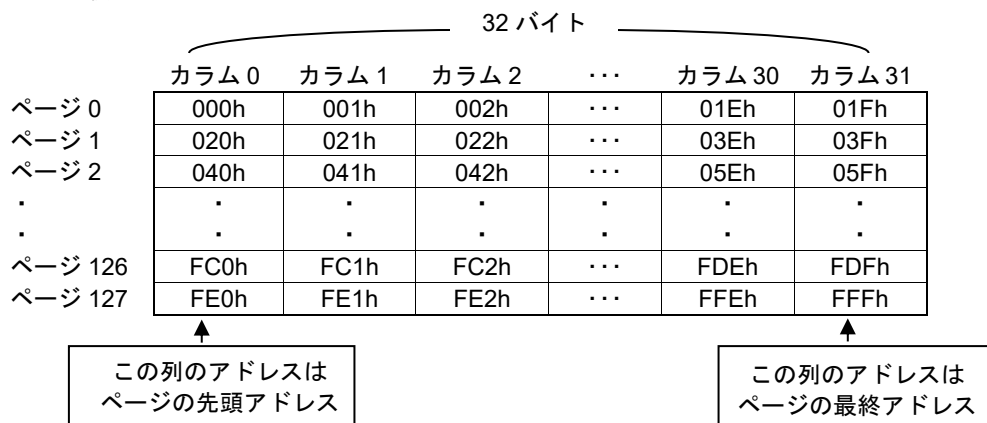 32 バイト
カラム 0 カラム 1 カラム 2 ･･･ カラム 30 カラム 31
ページ 0 000h 001h 002h ･･･ 01Eh 01Fh
ページ 1 020h 021h 022h ･･･ 03Eh 03Fh
ページ 2 040h 041h 042h ･･･ 05Eh 05Fh
・ ・ ・ ・ ・ ・ ・
・ ・ ・ ・ ・ ・ ・
ページ 126 FC0h FC1h FC2h ･･･ FDEh FDFh
ページ 127 FE0h FE1h FE2h ･･･ FFEh FFFh
この列のアドレスは
ページの先頭アドレス
この列のアドレスは
ページの最終アドレス